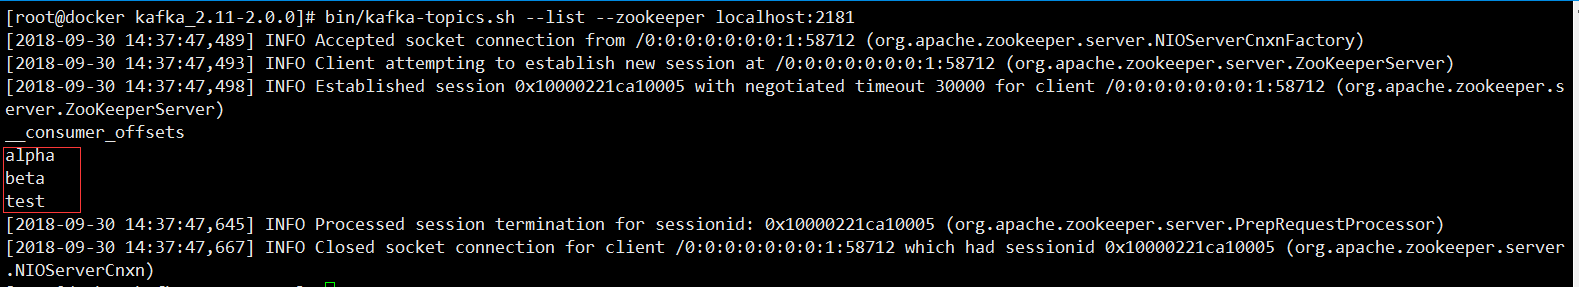 [root@docker kafka_2.11-2.0.0]# bin/kafka-topics.sh --list --zookeeper localhost:2181
[2018-09-30 14:37:47,489] INFO Accepted socket connection from /0:0:0:0:0:0:0:1:58712 (org.apache.zookeeper.server.NIOServerCnxnFactory)
[2018-09-30 14:37:47,493] INFO Client attempting to establish new session at /0:0:0:0:0:0:0:1:58712 (org.apache.zookeeper.server.ZooKeeperServer)
[2018-09-30 14:37:47,498] INFO Established session 0x10000221ca10005 with negotiated timeout 30000 for client /0:0:0:0:0:0:0:1:58712 (org.apache.zookeeper.s
erver.ZooKeeperServer)
__consumer_offsets
alpha
beta
test
[2018-09-30 14:37:47,645] INFO Processed session termination for sessionid: 0x10000221ca10005 (org.apache.zookeeper.server.PrepRequestProcessor)
[2018-09-30 14:37:47,667] INFO Closed socket connection for client /0:0:0:0:0:0:0:1:58712 which had sessionid 0x10000221ca10005 (org.apache.zookeeper.server
.NIOServerCnxn)